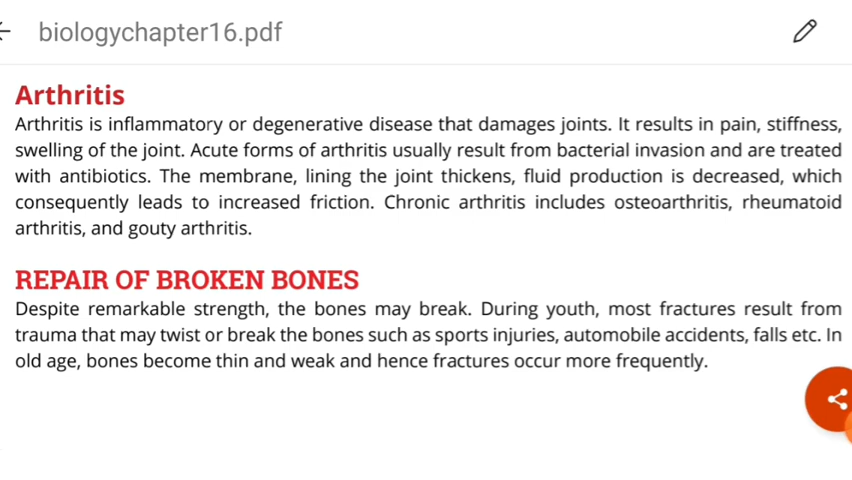 biologychapter16.pdf
Arthritis
Arthritis is inflammatory or degenerative disease that damages joints. It results in pain, stiffness,
swelling of the joint. Acute forms of arthritis usually result from bacterial invasion and are treated
with antibiotics. The membrane, lining the joint thickens, fluid production is decreased, which
consequently leads to increased friction. Chronic arthritis includes osteoarthritis, rheumatoid
arthritis, and gouty arthritis.
REPAIR OF BROKEN BONES
Despite remarkable strength, the bones may break. During youth, most fractures result from
trauma that may twist or break the bones such as sports injuries, automobile accidents, falls etc. In
old age, bones become thin and weak and hence fractures occur more frequently.